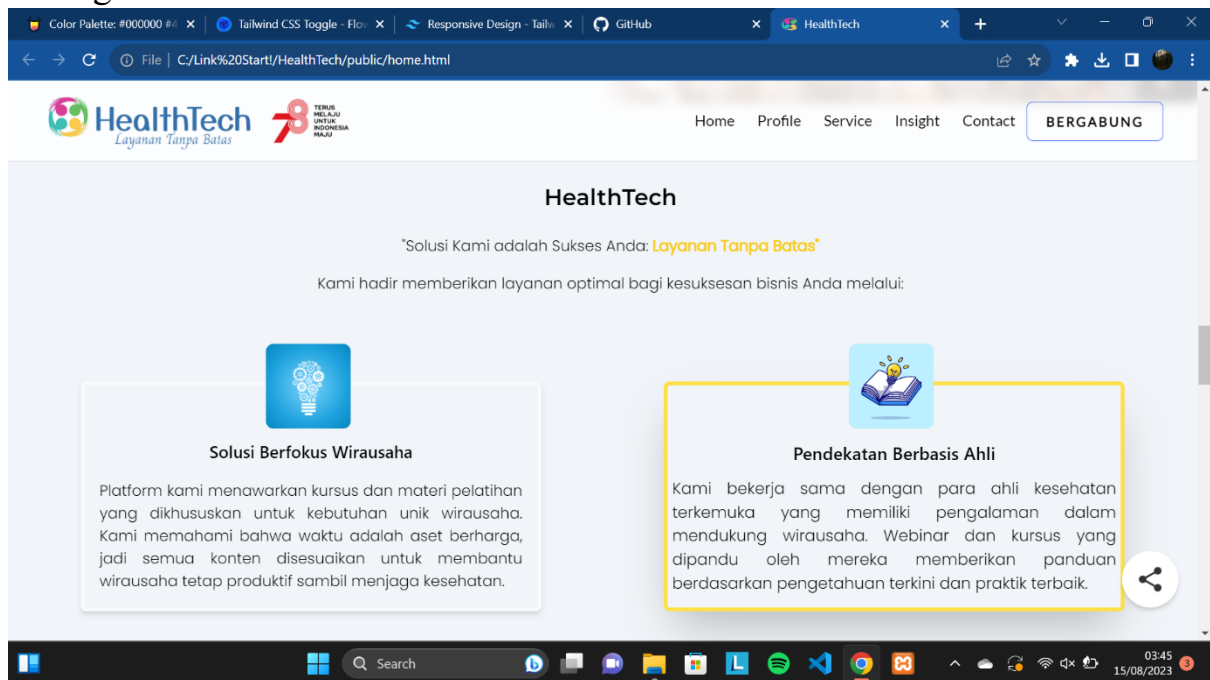 Color Palette: #000000 #4
Tailwind CSS Toggle - Flov
Responsive Design - Tailw
GitHub
HealthTech
File
C:/Link%20Start!/HealthTech/public/home.html
HealthTech
Layanan Tanpa Batas
78
TERUS
MELAJU
UNTUK
INDONESIA
MAJU
Home
Profile
Service
Insight
Contact
BERGABUNG
HealthTech
"Solusi Kami adalah Sukses Anda: Layanan Tanpa Batas"
Kami hadir memberikan layanan optimal bagi kesuksesan bisnis Anda melalui:
Solusi Berfokus Wirausaha
Platform kami menawarkan kursus dan materi pelatihan
yang dikhususkan untuk kebutuhan unik wirausaha.
Kami memahami bahwa waktu adalah aset berharga,
jadi semua konten disesuaikan untuk membantu
wirausaha tetap produktif sambil menjaga kesehatan.
Pendekatan Berbasis Ahli
Kami bekerja sama dengan para ahli kesehatan
terkemuka yang memiliki pengalaman dalam
mendukung wirausaha. Webinar dan kursus yang
dipandu oleh mereka memberikan panduan
berdasarkan pengetahuan terkini dan praktik terbaik.
Search
L
03:45
15/08/2023
3